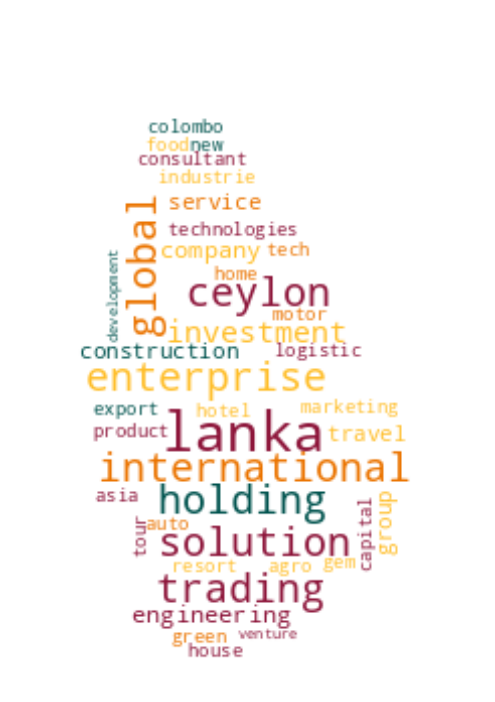 colombo
foodnew
consultant
industrie
global
service
technologies
development
company tech
home
ceylon
motor
investment
construction logistic
enterprise
export hotel marketing
product lanka travel
international
asia holding
tour auto capital group
solution
resort agro gem
trading
engineering
green venture
house